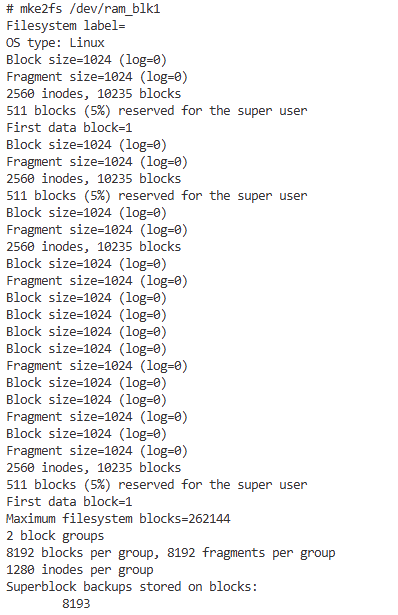 # mke2fs /dev/ram_blk1
Filesystem label=
OS type: Linux
Block size=1024 (log=0)
Fragment size=1024 (log=0)
2560 inodes, 10235 blocks
511 blocks (5%) reserved for the super user
First data block=1
Block size=1024 (log=0)
Fragment size=1024 (log=0)
2560 inodes, 10235 blocks
511 blocks (5%) reserved for the super user
Block size=1024 (log=0)
Fragment size=1024 (log=0)
2560 inodes, 10235 blocks
Block size=1024 (log=0)
Fragment size=1024 (log=0)
Block size=1024 (log=0)
Block size=1024 (log=0)
Block size=1024 (log=0)
Block size=1024 (log=0)
Fragment size=1024 (log=0)
Block size=1024 (log=0)
Block size=1024 (log=0)
Fragment size=1024 (log=0)
Block size=1024 (log=0)
Fragment size=1024 (log=0)
2560 inodes, 10235 blocks
511 blocks (5%) reserved for the super user
First data block=1
Maximum filesystem blocks=262144
2 block groups
8192 blocks per group, 8192 fragments per group
1280 inodes per group
Superblock backups stored on blocks:
8193